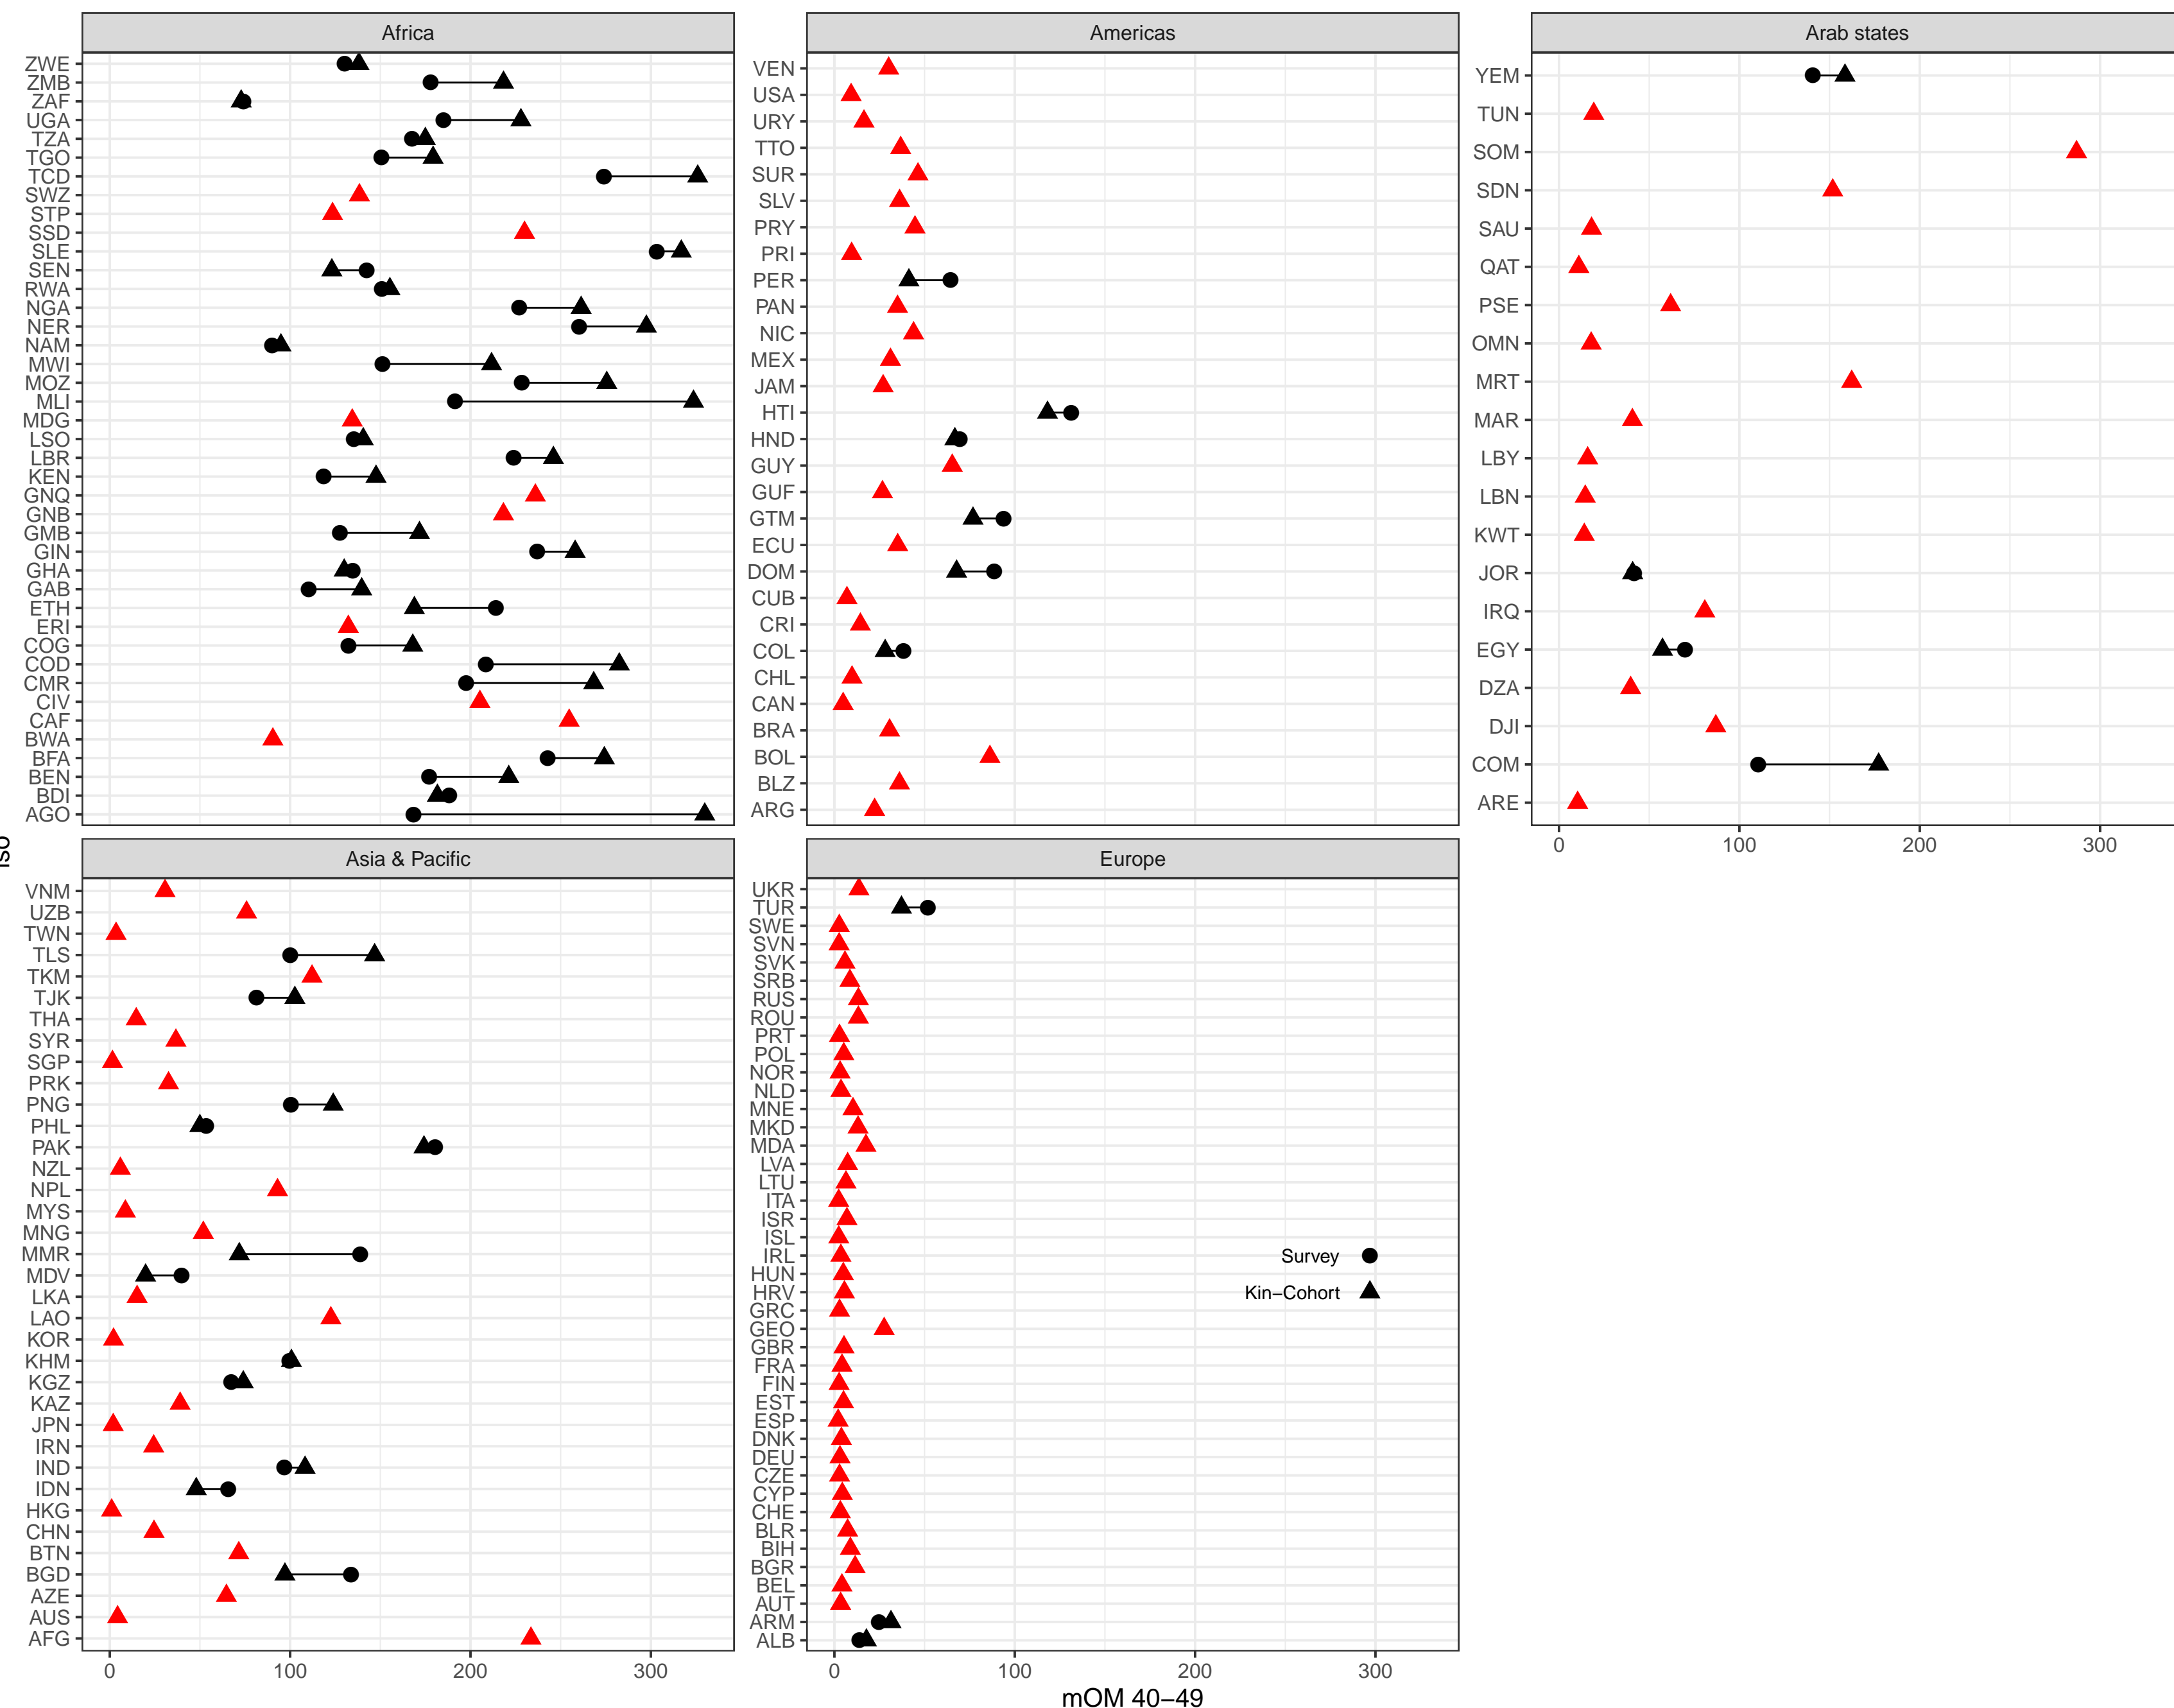 Africa
ZWE
ZMB
ZAF
UGA
TZA
TGO
TCD
SWZ
STP
SSD
SLE
SEN
RWA
NGA
NER
NAM
MWI
MOZ
MLI
MDG
LSO
LBR
KEN
GNQ
GNB
GMB
GIN
GHA
GAB
ETH
ERI
COG
COD
CMR
CIV
CAF
BWA
BFA
BEN
BDI
AGO
Americas
VEN
USA
URY
TTO
SUR
SLV
PRY
PRI
PER
PAN
NIC
MEX
JAM
HTI
HND
GUY
GUF
GTM
ECU
DOM
CUB
CRI
COL
CHL
CAN
BRA
BOL
BLZ
ARG
Arab states
YEM
TUN
SOM
SDN
SAU
QAT
PSE
OMN
MRT
MAR
LBY
LBN
KWT
JOR
IRQ
EGY
DZA
DJI
COM
ARE
0 100 200 300
iso
Asia & Pacific
VNM
UZB
TWN
TLS
TKM
TJK
THA
SYR
SGP
PRK
PNG
PHL
PAK
NZL
NPL
MYS
MNG
MMR
MDV
LKA
LAO
KOR
KHM
KGZ
KAZ
JPN
IRN
IND
IDN
HKG
CHN
BTN
BGD
AZE
AUS
AFG
0 100 200 300
Europe
UKR
TUR
SWE
SVN
SVK
SRB
RUS
ROU
PRT
POL
NOR
NLD
MNE
MKD
MDA
LVA
LTU
ITA
ISR
ISL
IRL
HUN
HRV
GRC
GEO
GBR
FRA
FIN
EST
ESP
DNK
DEU
CZE
CYP
CHE
BLR
BIH
BGR
BEL
AUT
ARM
ALB
Survey
Kin−Cohort
0 100 200 300
mOM 40−49